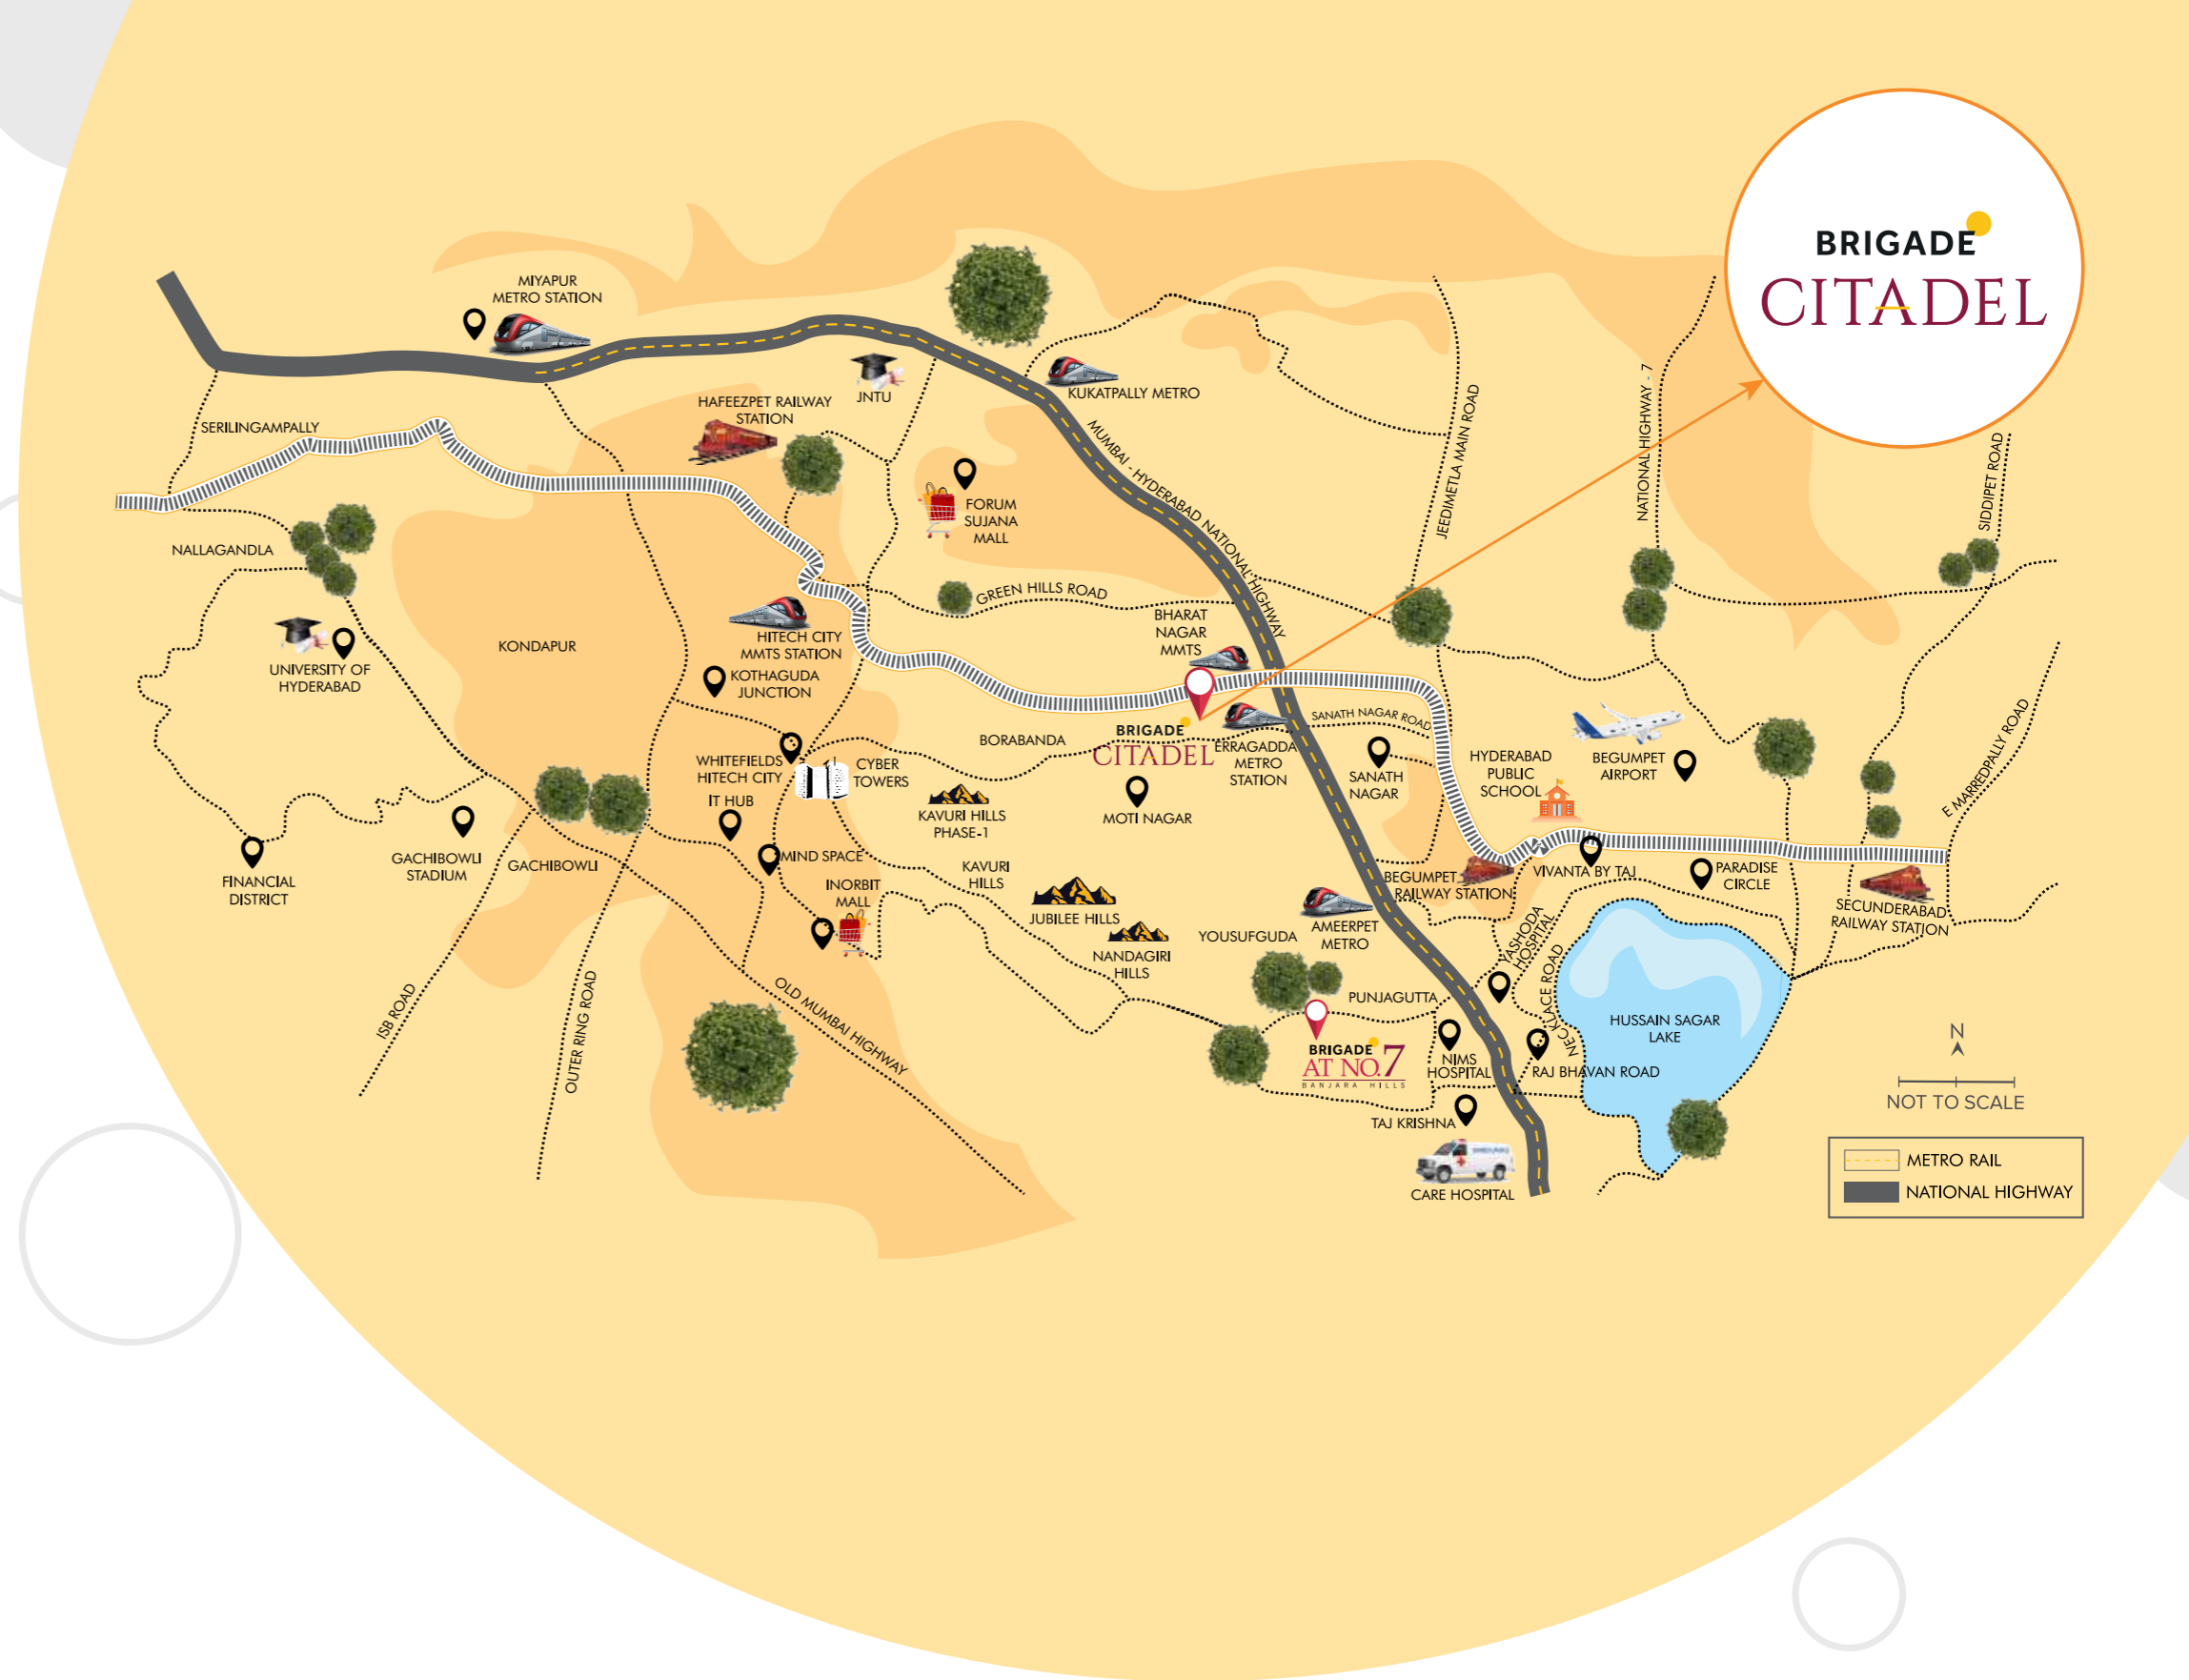 BRIGADE
CITADEL
MIYAPUR
METRO STATION
JNTU
KUKATPALLY METRO
HAFEEZPET RAILWAY
STATION
SERILINGAMPALLY
MUMBAI - HYDERABAD NATIONAL HIGHWAY
JEEDIMETLA MAIN ROAD
NATIONAL HIGHWAY - 7
SIDDIPET ROAD
FORUM
SUJANA
MALL
NALLAGANDLA
GREEN HILLS ROAD
BHARAT
NAGAR
MMTS
HITECH CITY
MMTS STATION
KONDAPUR
UNIVERSITY OF
HYDERABAD
KOTHAGUDA
JUNCTION
BRIGADE
CITADEL
BORABANDA
ERRAGADDA
METRO
STATION
SANATH NAGAR ROAD
SANATH
NAGAR
HYDERABAD
PUBLIC
SCHOOL
BEGUMPET
AIRPORT
E MARREDPALLY ROAD
WHITEFIELDS
HITECH CITY
CYBER
TOWERS
IT HUB
KAVURI HILLS
PHASE-1
MOTI NAGAR
MIND SPACE
GACHIBOWLI
STADIUM
GACHIBOWLI
FINANCIAL
DISTRICT
INORBIT
MALL
KAVURI
HILLS
JUBILEE HILLS
NANDAGIRI
HILLS
YOUSUFGUDA
AMEERPET
METRO
BEGUMPET
RAILWAY STATION
VIVANTA BY TAJ
PARADISE
CIRCLE
SECUNDERABAD
RAILWAY STATION
YASHODA
HOSPITAL
NECKLACE ROAD
PUNJAGUTTA
HUSSAIN SAGAR
LAKE
ISB ROAD
OUTER RING ROAD
OLD MUMBAI HIGHWAY
BRIGADE
AT NO.7
BANJARA HILLS
NIMS
HOSPITAL
RAJ BHAVAN ROAD
TAJ KRISHNA
CARE HOSPITAL
N
NOT TO SCALE
METRO RAIL
NATIONAL HIGHWAY